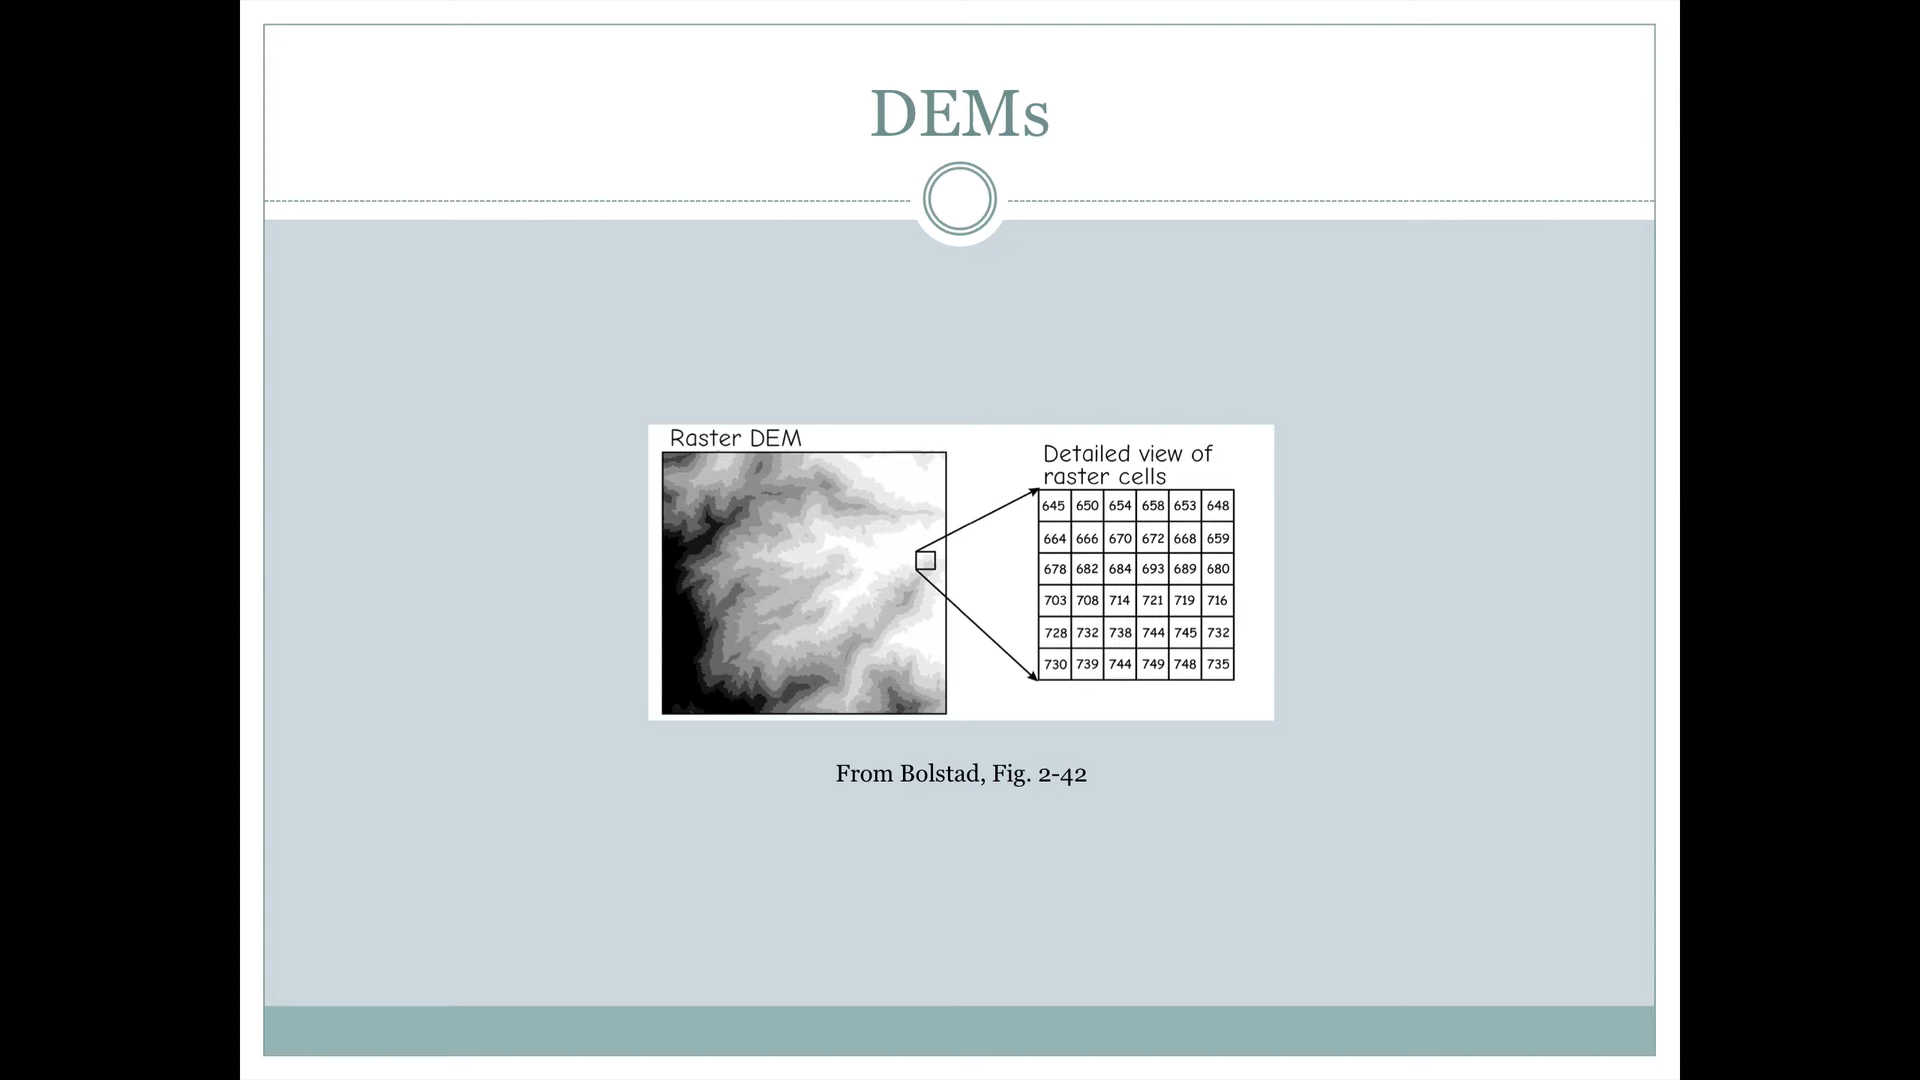 DEMs
Raster DEM
Detailed view of
raster cells
645 650 654 658 653 648
664 666 670 672 668 659
678 682 684 693 689 680
703 708 714 721 719 716
728 732 738 744 745 732
730 739 744 749 748 735
From Bolstad, Fig. 2-42